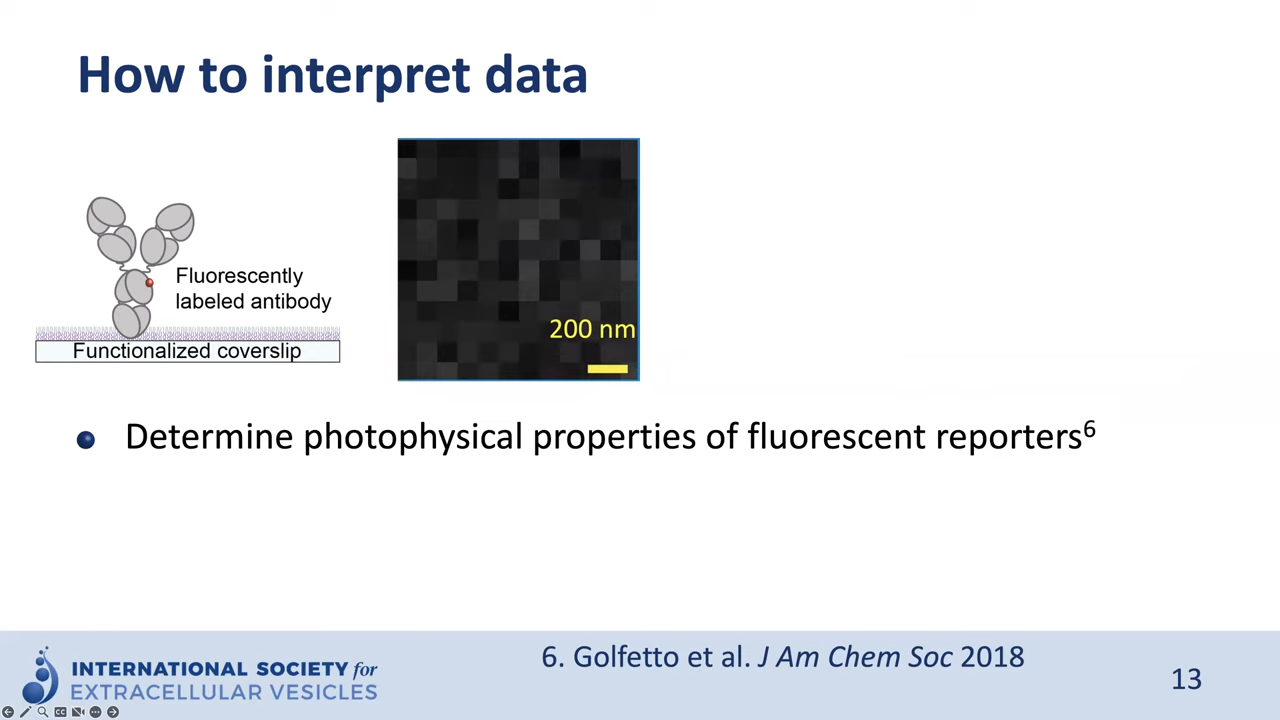 How to interpret data
Fluorescently
labeled antibody
Functionalized coverslip
200 nm
Determine photophysical properties of fluorescent reporters⁶
6. Golfetto et al. J Am Chem Soc 2018
INTERNATIONAL SOCIETY for
EXTRACELLULAR VESICLES
13
CC